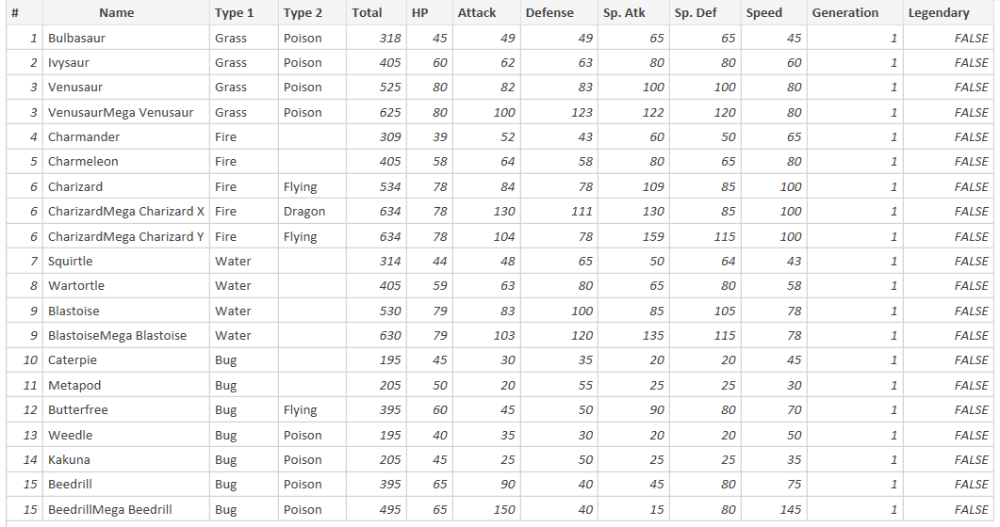 # Name Type 1 Type 2 Total HP Attack Defense Sp. Atk Sp. Def Speed Generation Legendary
1 Bulbasaur Grass Poison 318 45 49 49 65 65 45 1 FALSE
2 Ivysaur Grass Poison 405 60 62 63 80 80 60 1 FALSE
3 Venusaur Grass Poison 525 80 82 83 100 100 80 1 FALSE
3 VenusaurMega Venusaur Grass Poison 625 80 100 123 122 120 80 1 FALSE
4 Charmander Fire 309 39 52 43 60 50 65 1 FALSE
5 Charmeleon Fire 405 58 64 58 80 65 80 1 FALSE
6 Charizard Fire Flying 534 78 84 78 109 85 100 1 FALSE
6 CharizardMega Charizard X Fire Dragon 634 78 130 111 130 85 100 1 FALSE
6 CharizardMega Charizard Y Fire Flying 634 78 104 78 159 115 100 1 FALSE
7 Squirtle Water 314 44 48 65 50 64 43 1 FALSE
8 Wartortle Water 405 59 63 80 65 80 58 1 FALSE
9 Blastoise Water 530 79 83 100 85 105 78 1 FALSE
9 BlastoiseMega Blastoise Water 630 79 103 120 135 115 78 1 FALSE
10 Caterpie Bug 195 45 30 35 20 20 45 1 FALSE
11 Metapod Bug 205 50 20 55 25 25 30 1 FALSE
12 Butterfree Bug Flying 395 60 45 50 90 80 70 1 FALSE
13 Weedle Bug Poison 195 40 35 30 20 20 50 1 FALSE
14 Kakuna Bug Poison 205 45 25 50 25 25 35 1 FALSE
15 Beedrill Bug Poison 395 65 90 40 45 80 75 1 FALSE
15 BeedrillMega Beedrill Bug Poison 495 65 150 40 15 80 145 1 FALSE